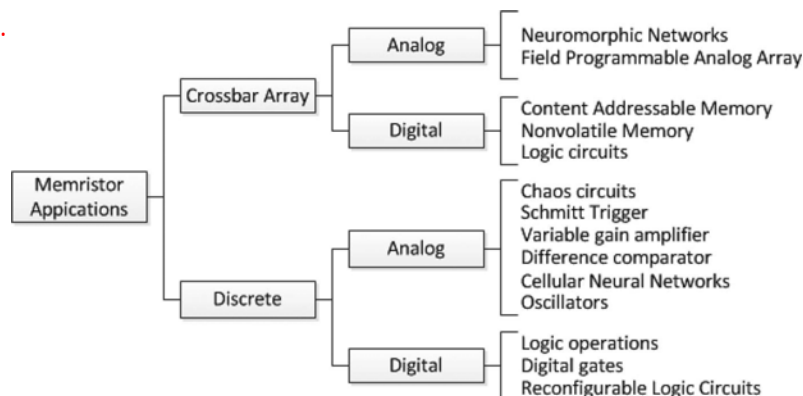 Memristor
Appications
Crossbar Array
Analog
Neuromorphic Networks
Field Programmable Analog Array
Digital
Content Addressable Memory
Nonvolatile Memory
Logic circuits
Discrete
Analog
Chaos circuits
Schmitt Trigger
Variable gain amplifier
Difference comparator
Cellular Neural Networks
Oscillators
Digital
Logic operations
Digital gates
Reconfigurable Logic Circuits